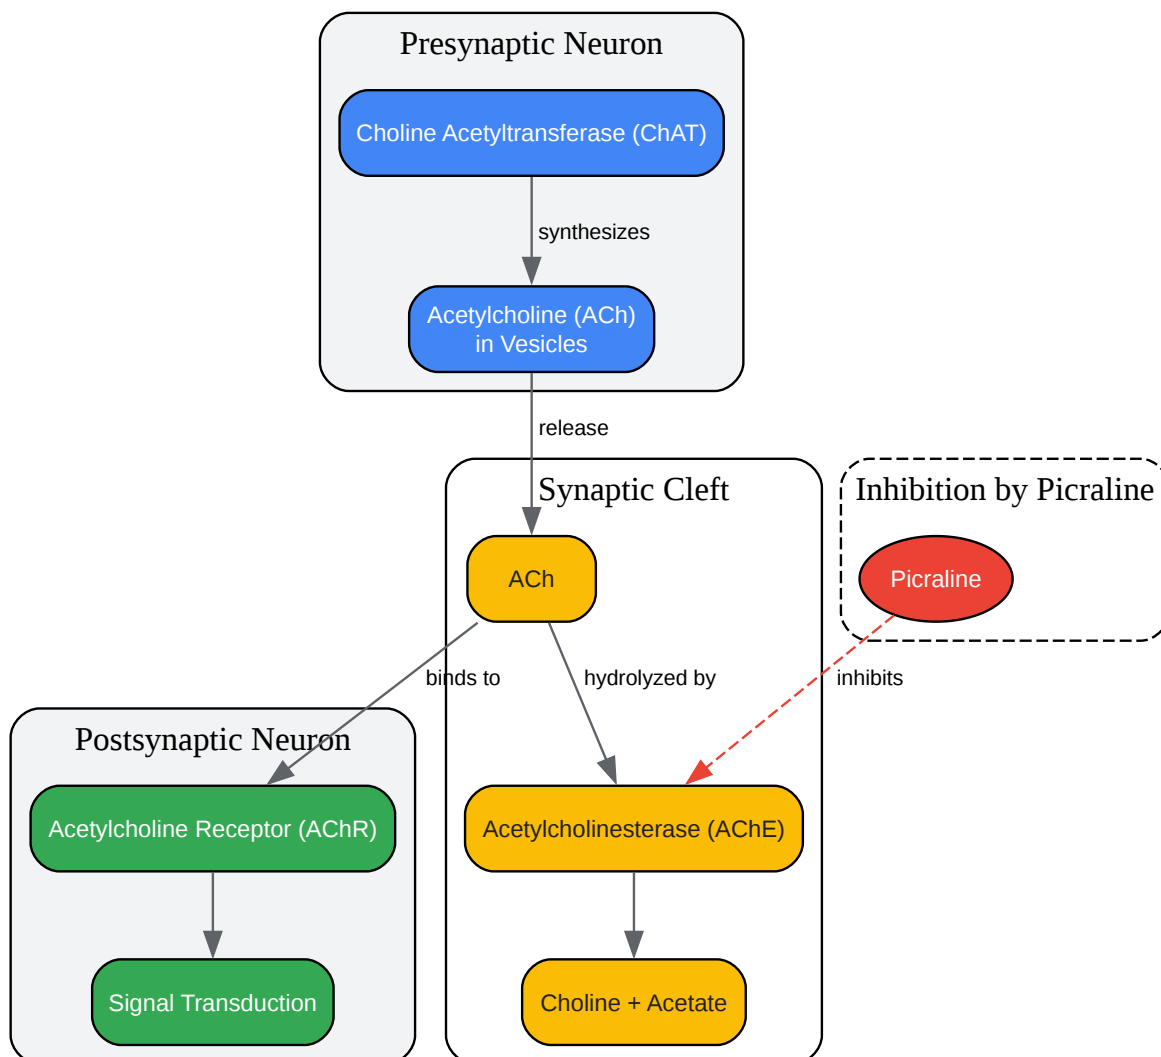 Presynaptic Neuron
Choline Acetyltransferase (ChAT)
synthesizes
Acetylcholine (ACh)
in Vesicles
release
Synaptic Cleft
Inhibition by Picraline
ACh
Picraline
binds to
hydrolyzed by
inhibits
Postsynaptic Neuron
Acetylcholine Receptor (AChR)
Acetylcholinesterase (AChE)
Signal Transduction
Choline + Acetate